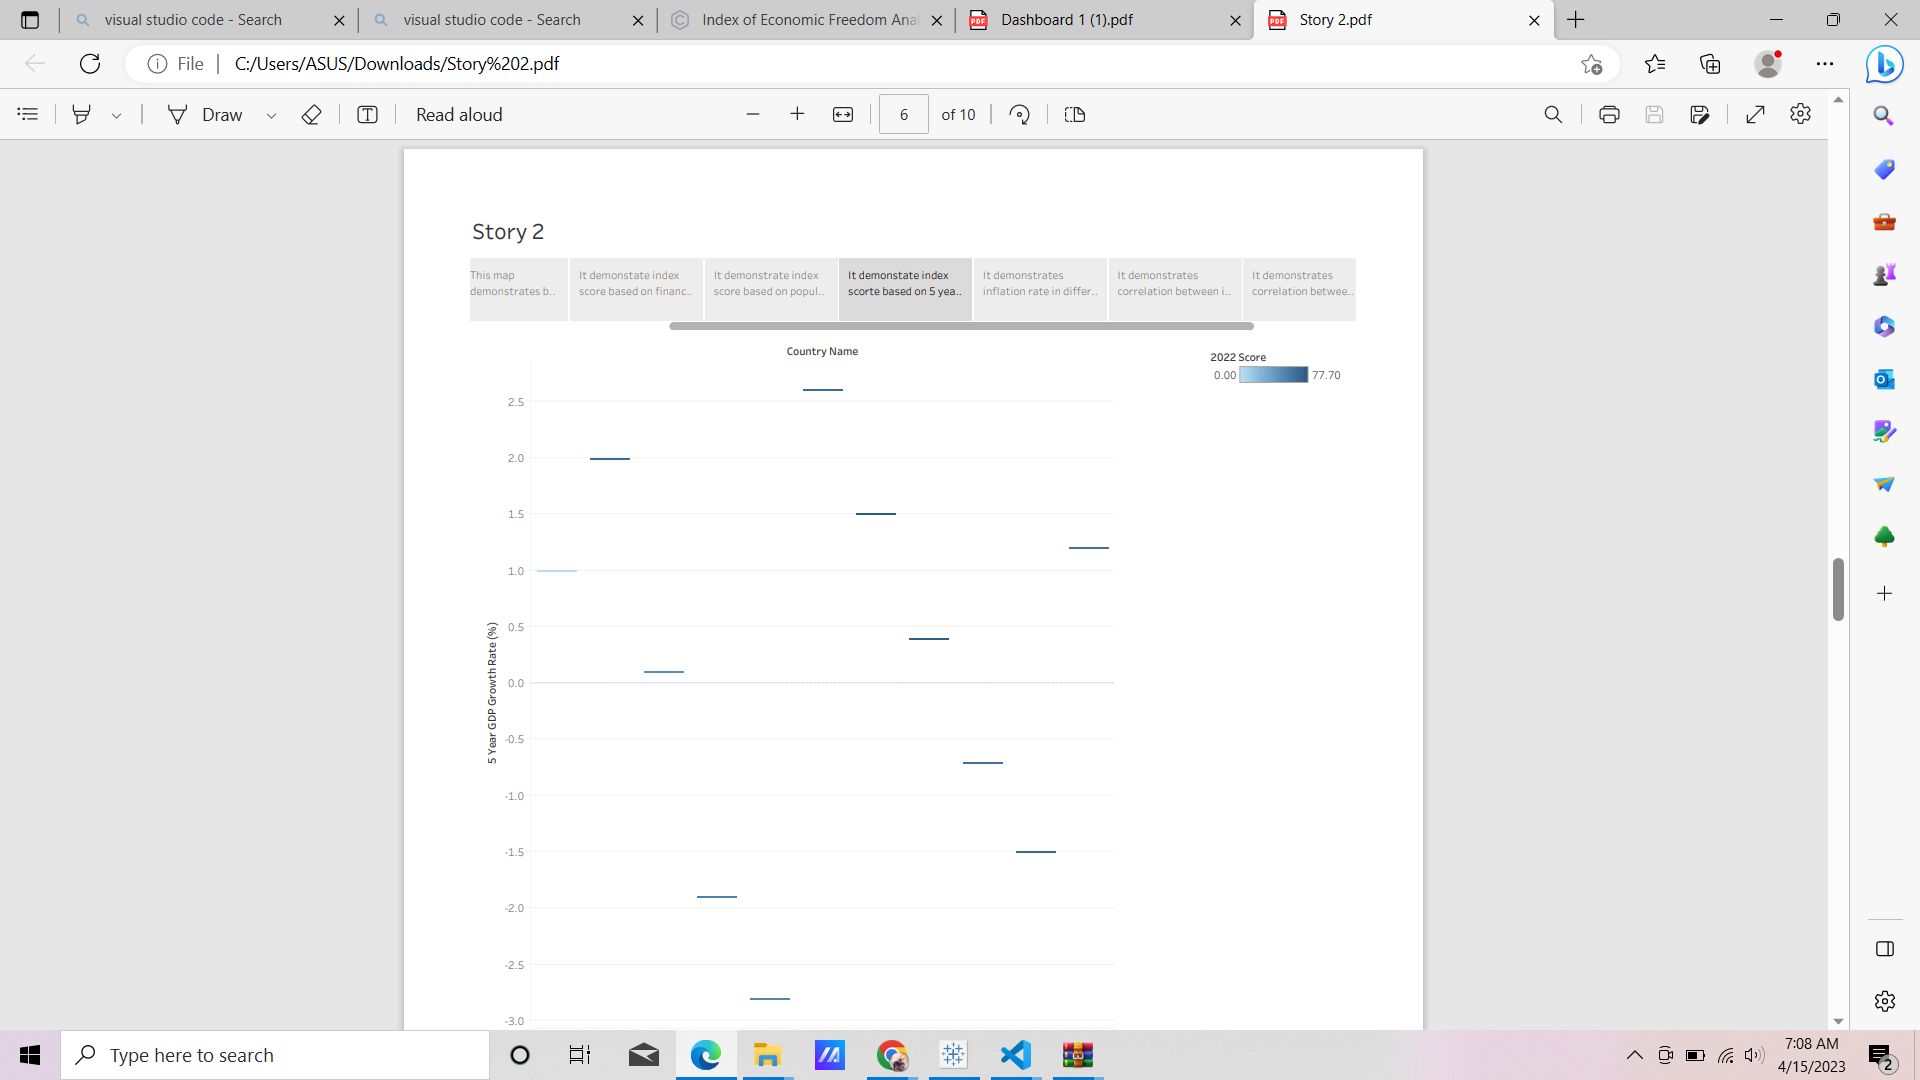 visual studio code - Search
visual studio code - Search
Index of Economic Freedom Anal
Dashboard 1 (1).pdf
Story 2.pdf
File
C:/Users/ASUS/Downloads/Story%202.pdf
Draw
Read aloud
6 of 10
Story 2
This map
demonstrates b..
It demonstate index
score based on financ..
It demonstrate index
score based on popul..
It demonstate index
scorte based on 5 yea..
It demonstrates
inflation rate in differ..
It demonstrates
correlation between i..
It demonstrates
correlation betwee..
Country Name
2022 Score
0.00 77.70
5 Year GDP Growth Rate (%)
2.5
2.0
1.5
1.0
0.5
0.0
-0.5
-1.0
-1.5
-2.0
-2.5
-3.0
Type here to search
7:08 AM
4/15/2023
2